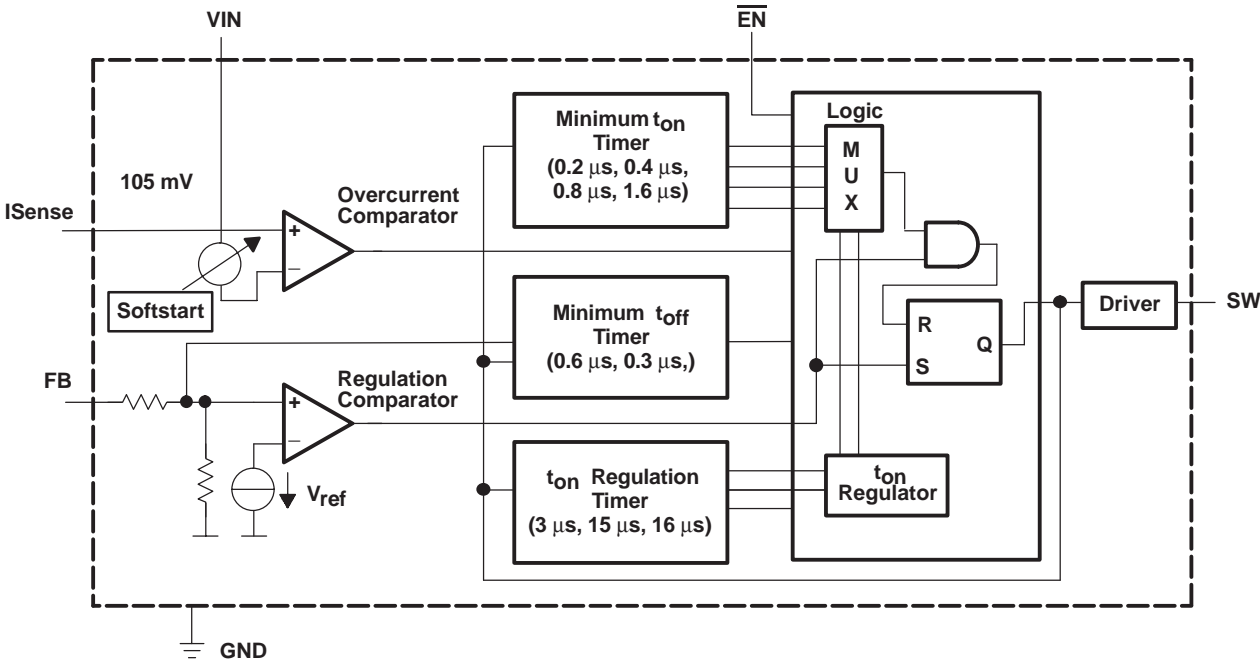 VIN
EN
Logic
Minimum ton
Timer
(0.2 μs, 0.4 μs,
0.8 μs, 1.6 μs)
M
U
X
105 mV
Overcurrent
Comparator
ISense
+
–
Softstart
Minimum toff
Timer
(0.6 μs, 0.3 μs,)
R
S
Q
Driver
SW
FB
Regulation
Comparator
+
–
Vref
ton Regulation
Timer
(3 μs, 15 μs, 16 μs)
ton
Regulator
GND